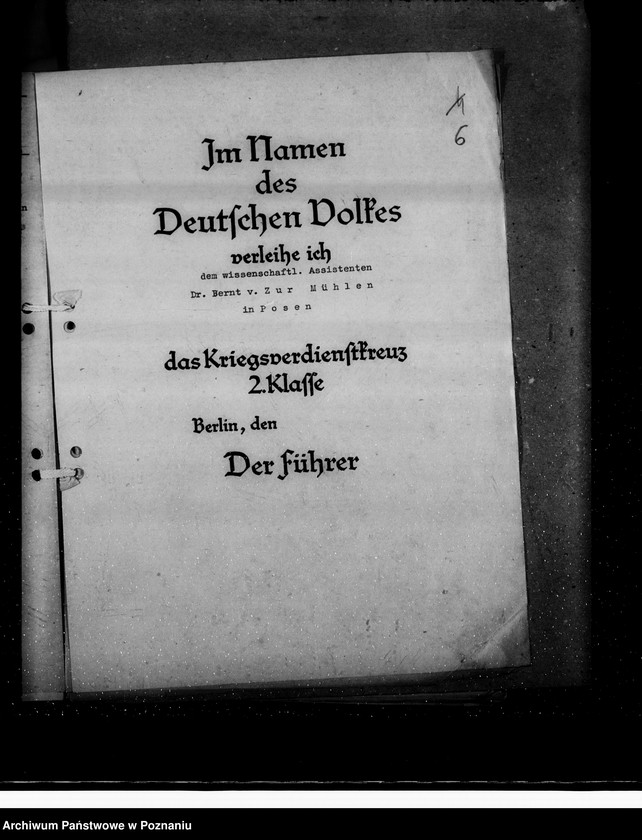 6
Im Namen
des
Deutschen Volkes
verleihe ich
dem wissenschaftl. Assistenten
Dr. Bernt v. Zur Mühlen
in Posen
das Kriegsverdienstkreuz
2.Klasse
Berlin, den
Der Führer
Archiwum Państwowe w Poznaniu